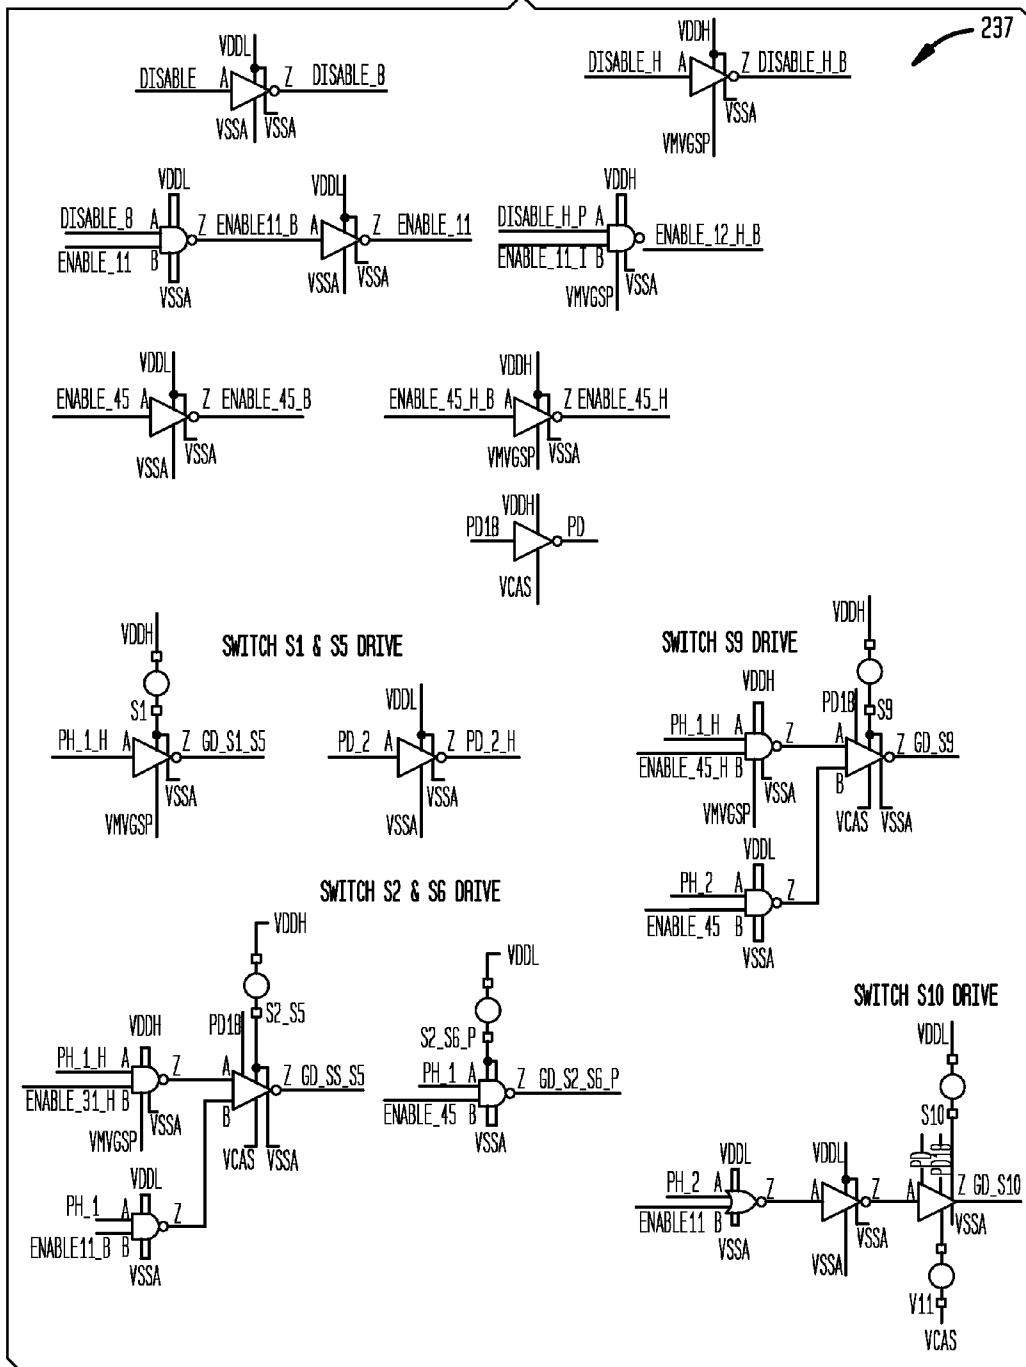 237
VDDL
DISABLE A Z DISABLE_B
VSSA VSSA
VDDH
DISABLE_H A Z DISABLE_H_B
VSSA
VMVGSP
VDDL
DISABLE_8 A Z ENABLE11_B
ENABLE_11 B
VSSA
VDDL
A Z ENABLE_11
VSSA VSSA
VDDH
DISABLE_H_P A
ENABLE_12_H_B
ENABLE_11_I B
VMVGSP VSSA
VDDL
ENABLE_45 A Z ENABLE_45_B
VSSA VSSA
VDDH
ENABLE_45_H_B A Z ENABLE_45_H
VMVGSP VSSA
VDDH
PD1B PD
VCAS
SWITCH S1 & S5 DRIVE
VDDH
S1
PH_1_H A Z GD_S1_S5
VSSA
VMVGSP
VDDL
PD_2 A Z PD_2_H
VSSA
VSSA
SWITCH S9 DRIVE
VDDH
VDDH
PD1B S9
PH_1_H A Z A Z GD_S9
ENABLE_45_H B VSSA B
VMVGSP VCAS VSSA
VDDL
PH_2 A Z
ENABLE_45 B
VSSA
SWITCH S2 & S6 DRIVE
VDDH
S2_S5
VDDH PD1B
PH_1_H A Z A Z GD_SS_S5
ENABLE_31_H B VSSA B
VMVGSP VCAS VSSA
VDDL
PH_1 A Z
ENABLE11_B B
VSSA
VDDL
S2_S6_P
PH_1 A Z GD_S2_S6_P
ENABLE_45 B
VSSA
SWITCH S10 DRIVE
VDDL
S10
PD PD1B
VDDL VDDL
PH_2 A Z Z A Z GD_S10
ENABLE11 B
VSSA VSSA VSSA
VSSA
V11
VCAS